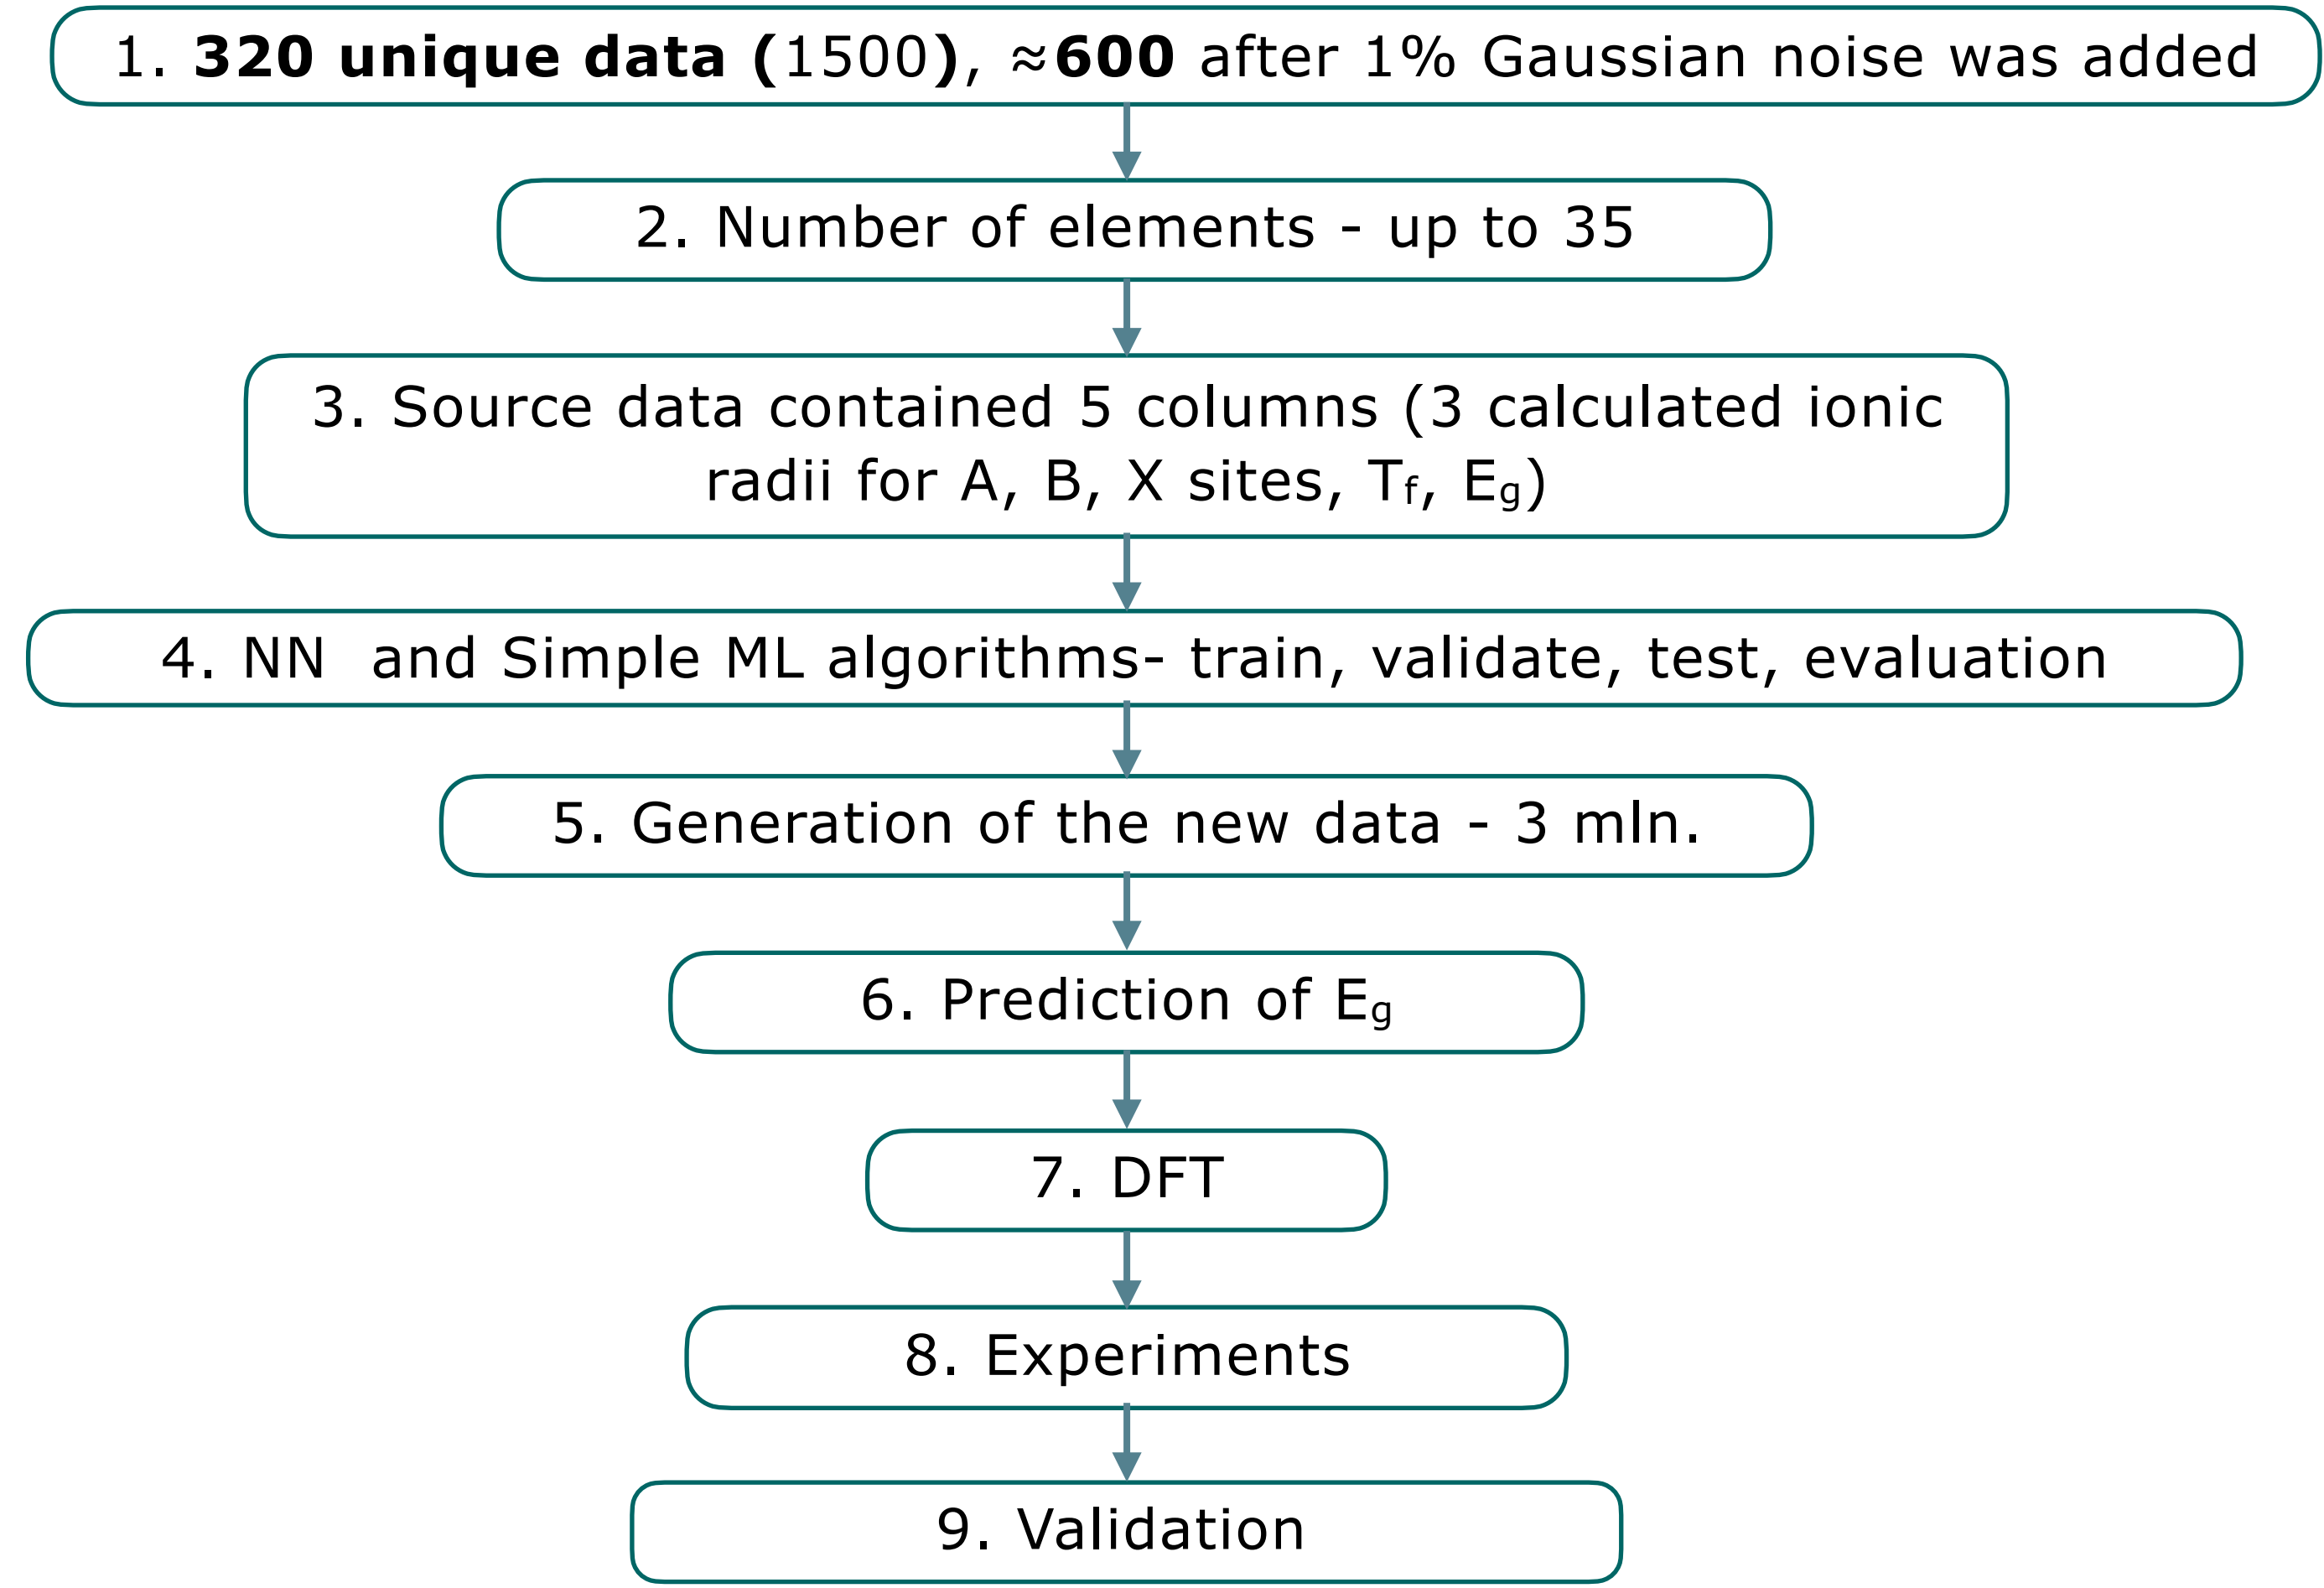 1. 320 unique data (1500), ≈600 after 1% Gaussian noise was added
2. Number of elements - up to 35
3. Source data contained 5 columns (3 calculated ionic
radii for A, B, X sites, Tf, Eg)
4. NN and Simple ML algorithms- train, validate, test, evaluation
5. Generation of the new data - 3 mln.
6. Prediction of Eg
7. DFT
8. Experiments
9. Validation